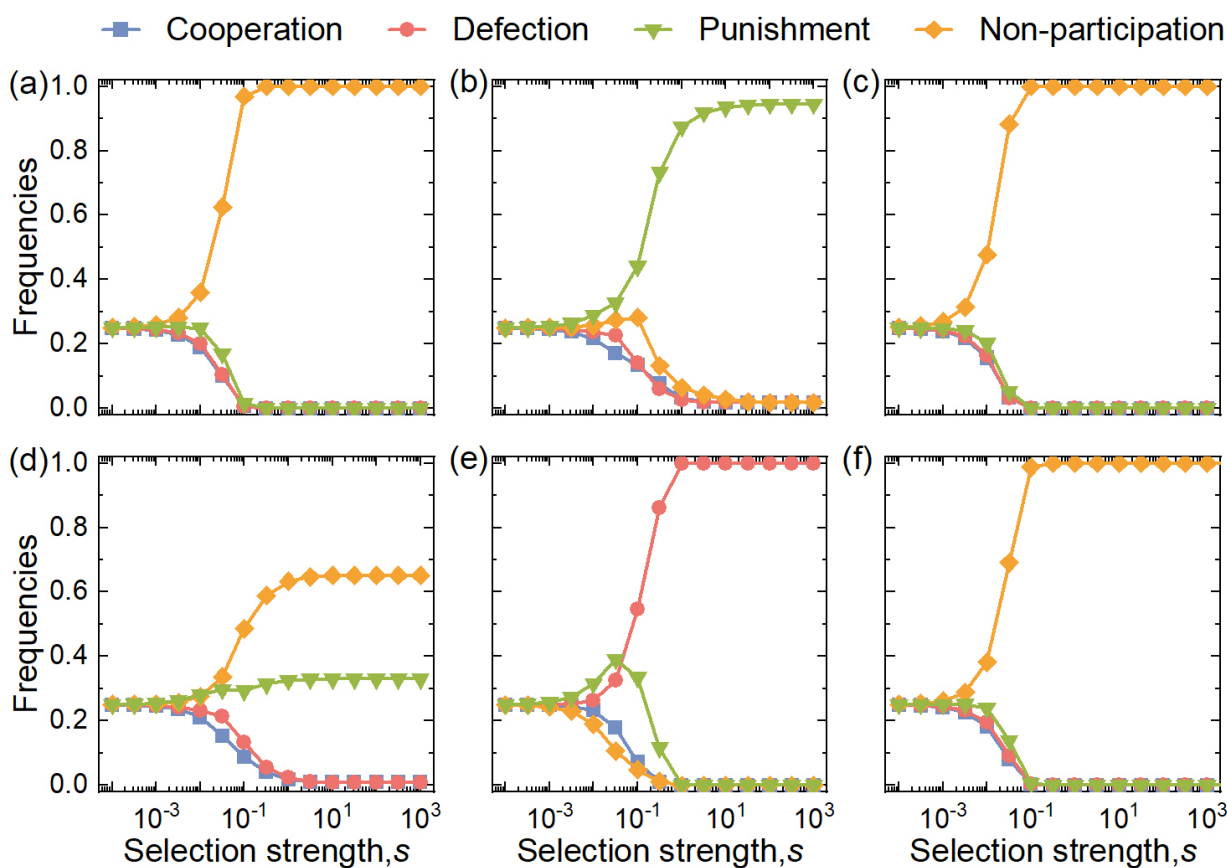 Cooperation Defection Punishment Non-participation
(a) (b) (c)
1.0
0.8
0.6
0.4
0.2
0.0
Frequencies
(d) (e) (f)
1.0
0.8
0.6
0.4
0.2
0.0
Frequencies
10-3 10-1 101 103 10-3 10-1 101 103 10-3 10-1 101 103
Selection strength,s Selection strength,s Selection strength,s